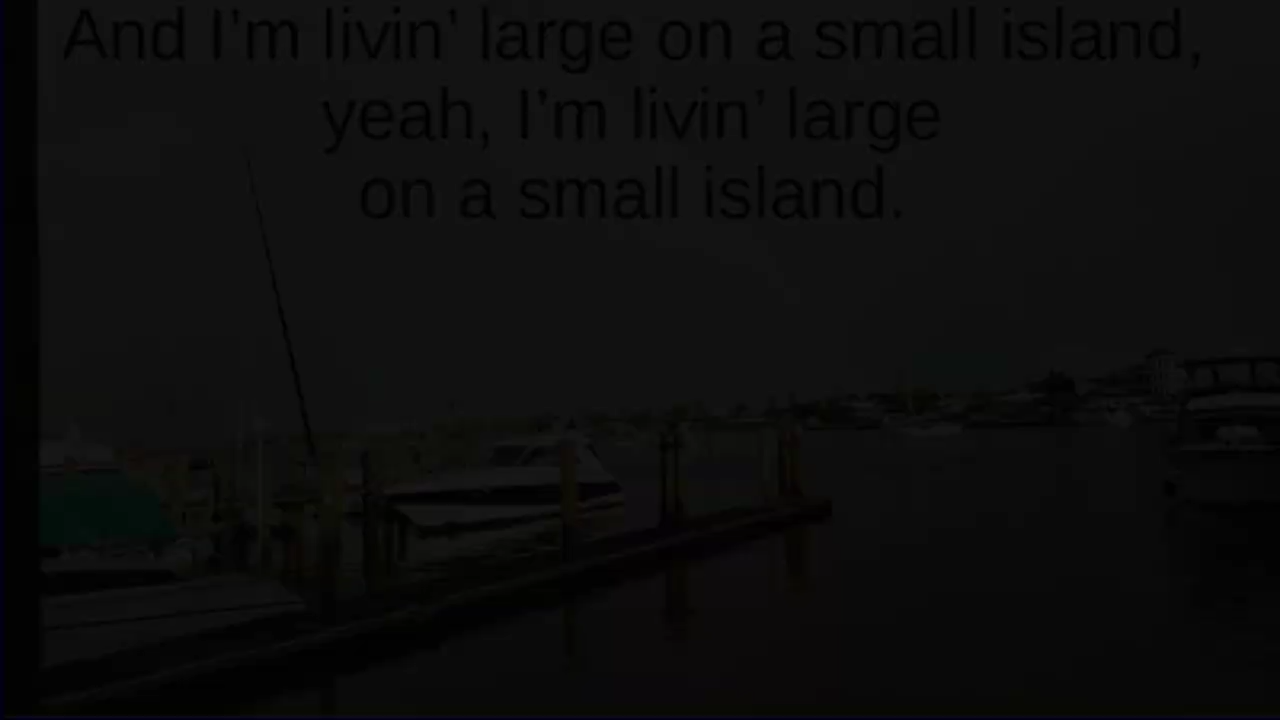 And I’m livin’ large on a small island,
yeah, I’m livin’ large
on a small island.